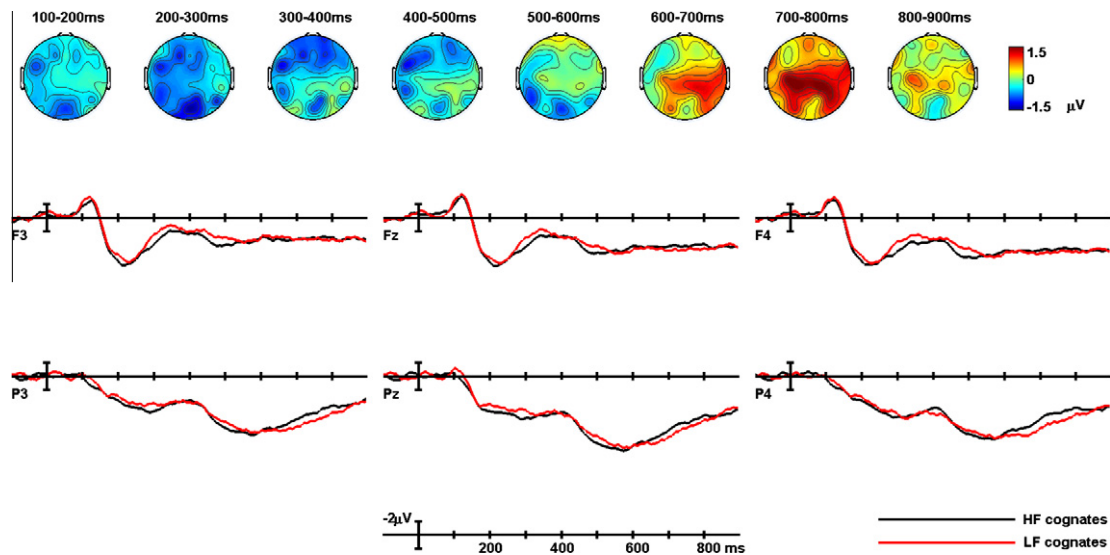 100-200ms 200-300ms 300-400ms 400-500ms 500-600ms 600-700ms 700-800ms 800-900ms
1.5
0
-1.5 μV
F3 Fz F4
P3 Pz P4
-2μV
200 400 600 800 ms
HF cognates
LF cognates